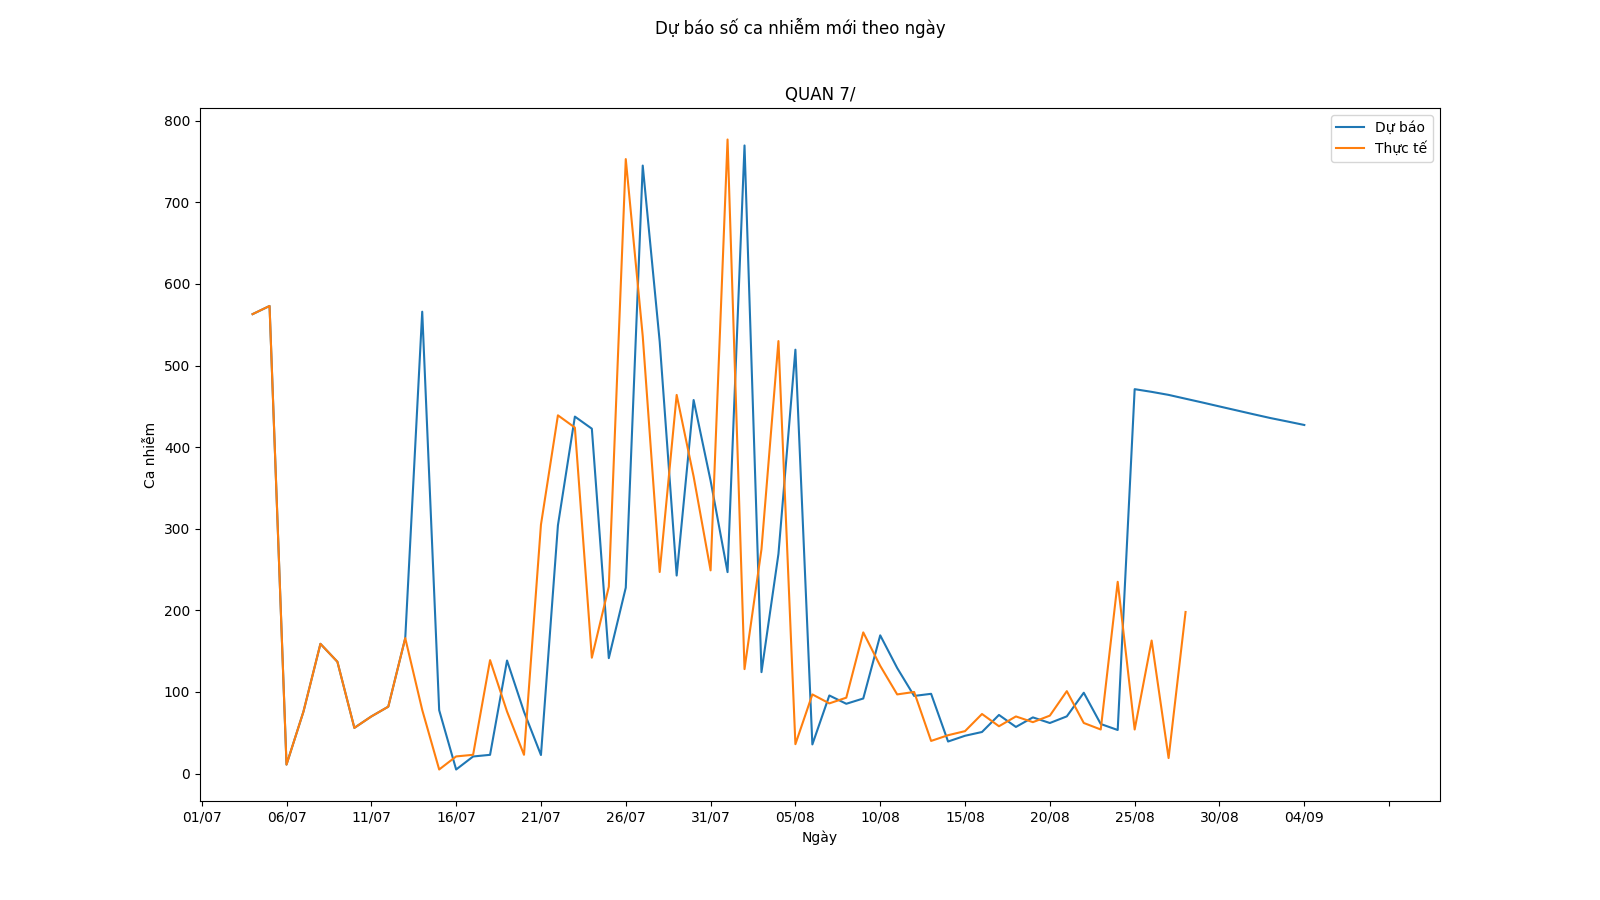 Dự báo số ca nhiễm mới theo ngày
QUAN 7/
Dự báo
Thực tế
800
700
600
500
400
300
200
100
0
Ca nhiễm
01/07 06/07 11/07 16/07 21/07 26/07 31/07 05/08 10/08 15/08 20/08 25/08 30/08 04/09
Ngày